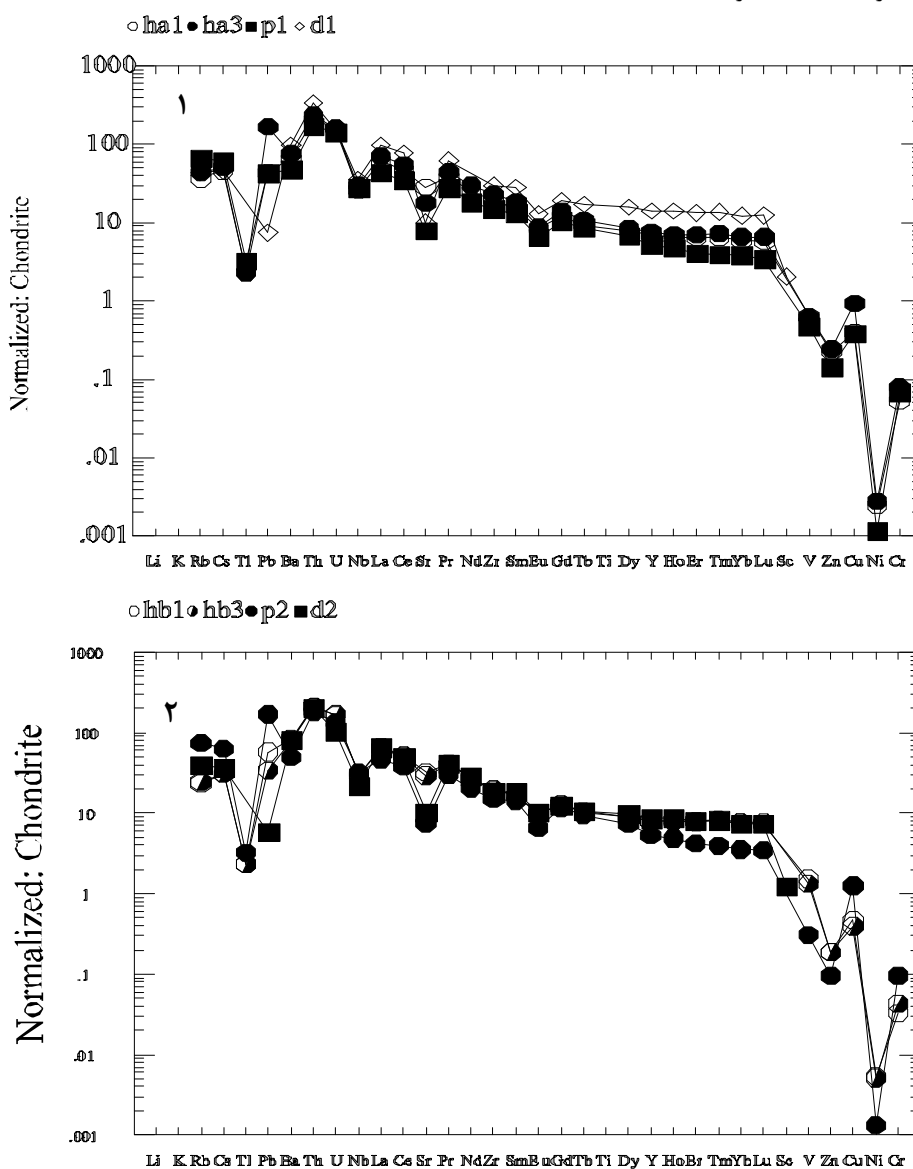 ha1 ha3 p1 d1
1000
١
100
10
1
.1
.01
.001
Normalized: Chondrite
Li K Rb Cs Tl Pb Ba Th U Nb La Ce Sr Pr Nd Zr Sm Eu Gd Tb Ti Dy Y Ho Er Tm Yb Lu Sc V Zn Cu Ni Cr
hb1 hb3 p2 d2
1000
٢
100
10
1
.1
.01
.001
Normalized: Chondrite
Li K Rb Cs Tl Pb Ba Th U Nb La Ce Sr Pr Nd Zr Sm Eu Gd Tb Ti Dy Y Ho Er Tm Yb Lu Sc V Zn Cu Ni Cr